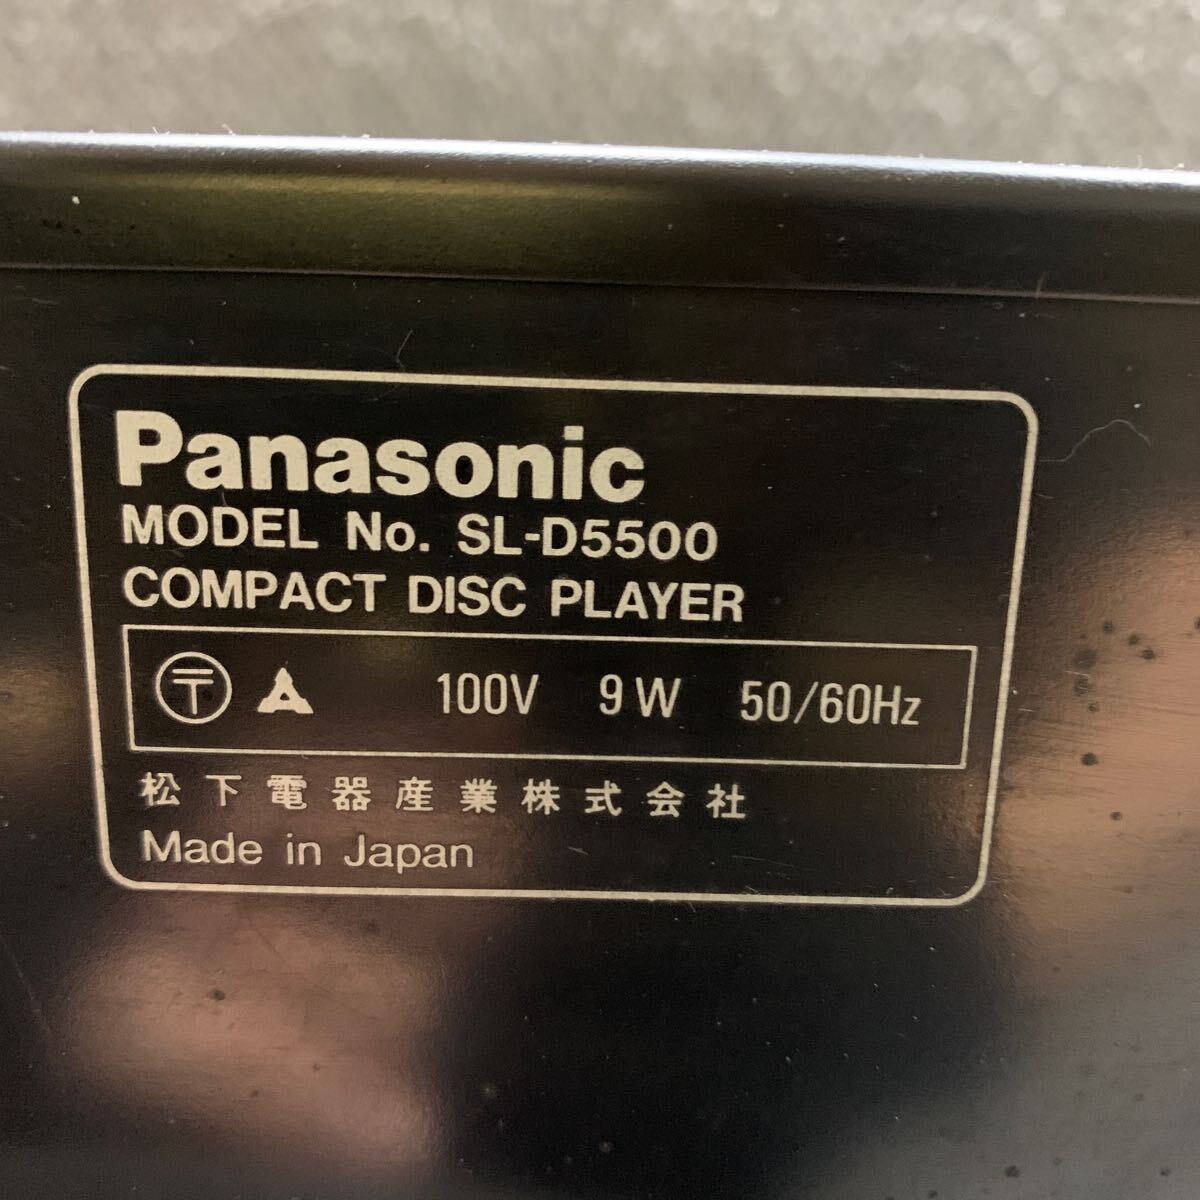 Panasonic
MODEL No. SL-D5500
COMPACT DISC PLAYER
〒 100V 9W 50/60Hz
松下電器産業株式会社
Made in Japan